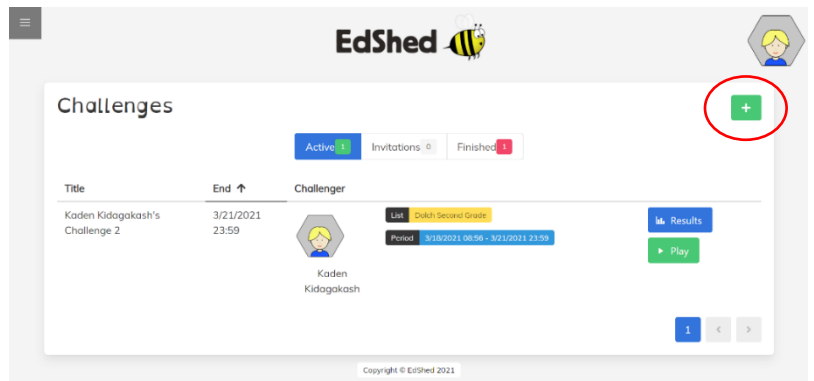 EdShed
Challenges
+
Active 1 Invitations 0 Finished 1
Title End ↑ Challenger
Kaden Kidagakash's
Challenge 2
3/21/2021
23:59
Kaden
Kidagakash
List Dolch Second Grade
Period 3/18/2021 08:56 - 3/21/2021 23:59
Results
Play
1 < >
Copyright © EdShed 2021